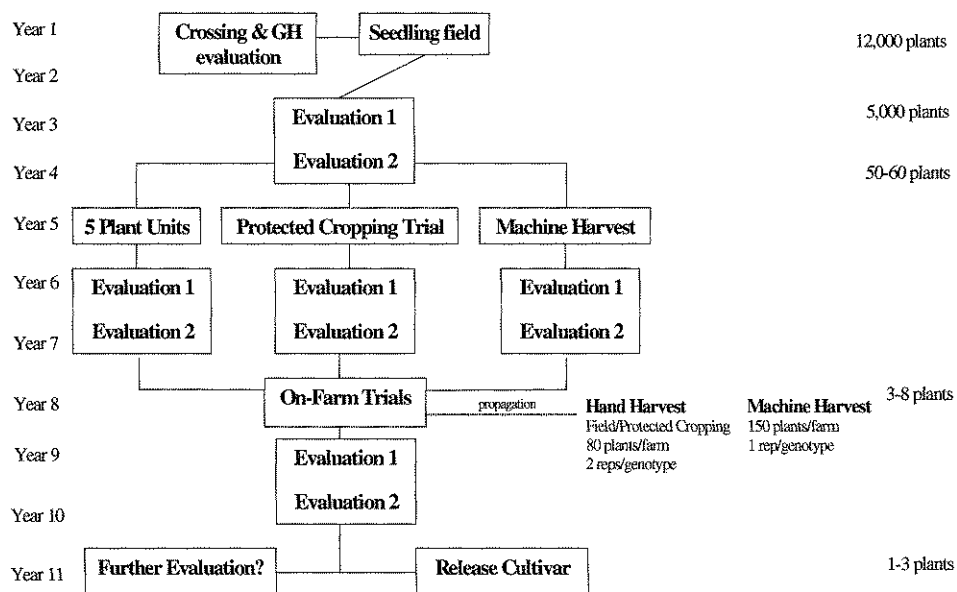 Year 1
Crossing & GH
evaluation
Seedling field
12,000 plants
Year 2
Year 3
Evaluation 1
5,000 plants
Year 4
Evaluation 2
50-60 plants
Year 5
5 Plant Units
Protected Cropping Trial
Machine Harvest
Year 6
Evaluation 1
Evaluation 1
Evaluation 1
Year 7
Evaluation 2
Evaluation 2
Evaluation 2
Year 8
On-Farm Trials
propagation
3-8 plants
Hand Harvest
Field/Protected Cropping
80 plants/farm
2 reps/genotype
Machine Harvest
150 plants/farm
1 rep/genotype
Year 9
Evaluation 1
Year 10
Evaluation 2
Year 11
Further Evaluation?
Release Cultivar
1-3 plants